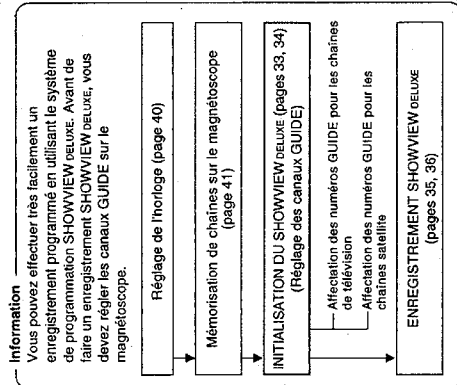 Information
Vous pouvez effectuer très facilement un
enregistrement programmé en utilisant le système
de programmation SHOWVIEW DELUXE. Avant de
faire un enregistrement SHOWVIEW DELUXE, vous
devez régler les canaux GUIDE sur le
magnétoscope.
Réglage de l'horloge (page 40)
Mémorisation de chaînes sur le magnétoscope
(page 41)
INITIALISATION DU SHOWVIEW DELUXE (pages 33, 34)
(Réglage des canaux GUIDE)
Affectation des numéros GUIDE pour les chaînes
de télévision
Affectation des numéros GUIDE pour les
chaînes satellite
ENREGISTREMENT SHOWVIEW DELUXE
(pages 35, 36)